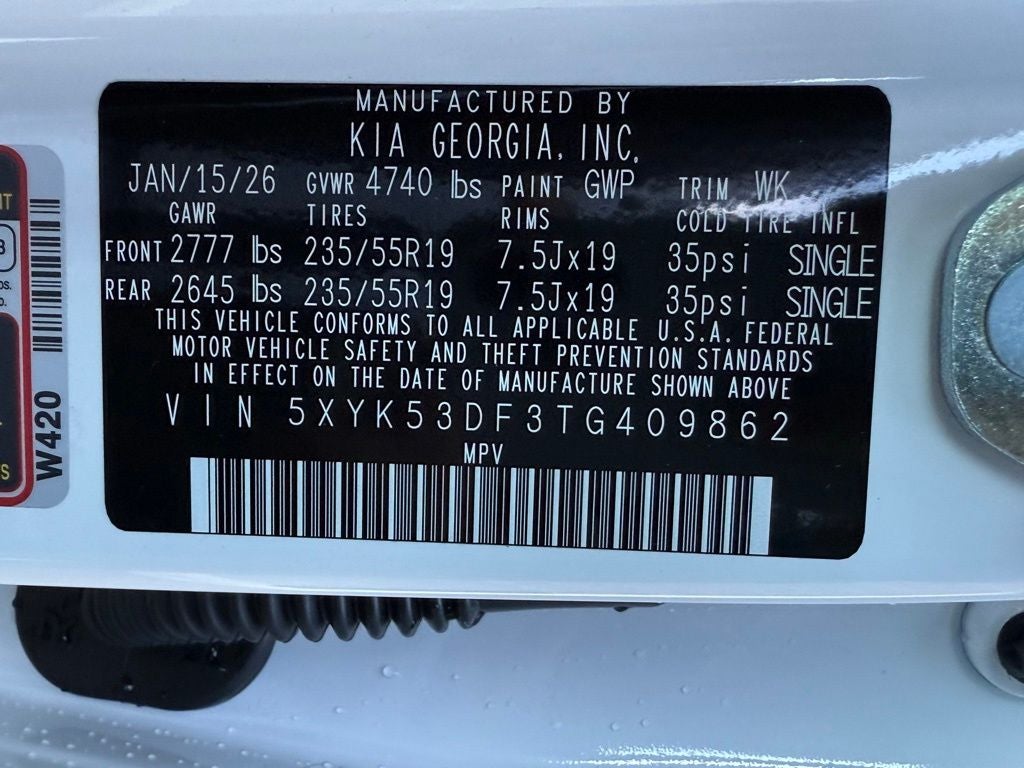 MANUFACTURED BY
KIA GEORGIA, INC.
JAN/15/26 GVWR 4740 lbs PAINT GWP TRIM WK
GAWR TIRES RIMS COLD TIRE INFL
FRONT 2777 lbs 235/55R19 7.5Jx19 35psi SINGLE
REAR 2645 lbs 235/55R19 7.5Jx19 35psi SINGLE
THIS VEHICLE CONFORMS TO ALL APPLICABLE U.S.A. FEDERAL
MOTOR VEHICLE SAFETY AND THEFT PREVENTION STANDARDS
IN EFFECT ON THE DATE OF MANUFACTURE SHOWN ABOVE
VIN 5XYK53DF3TG409862
MPV
W420